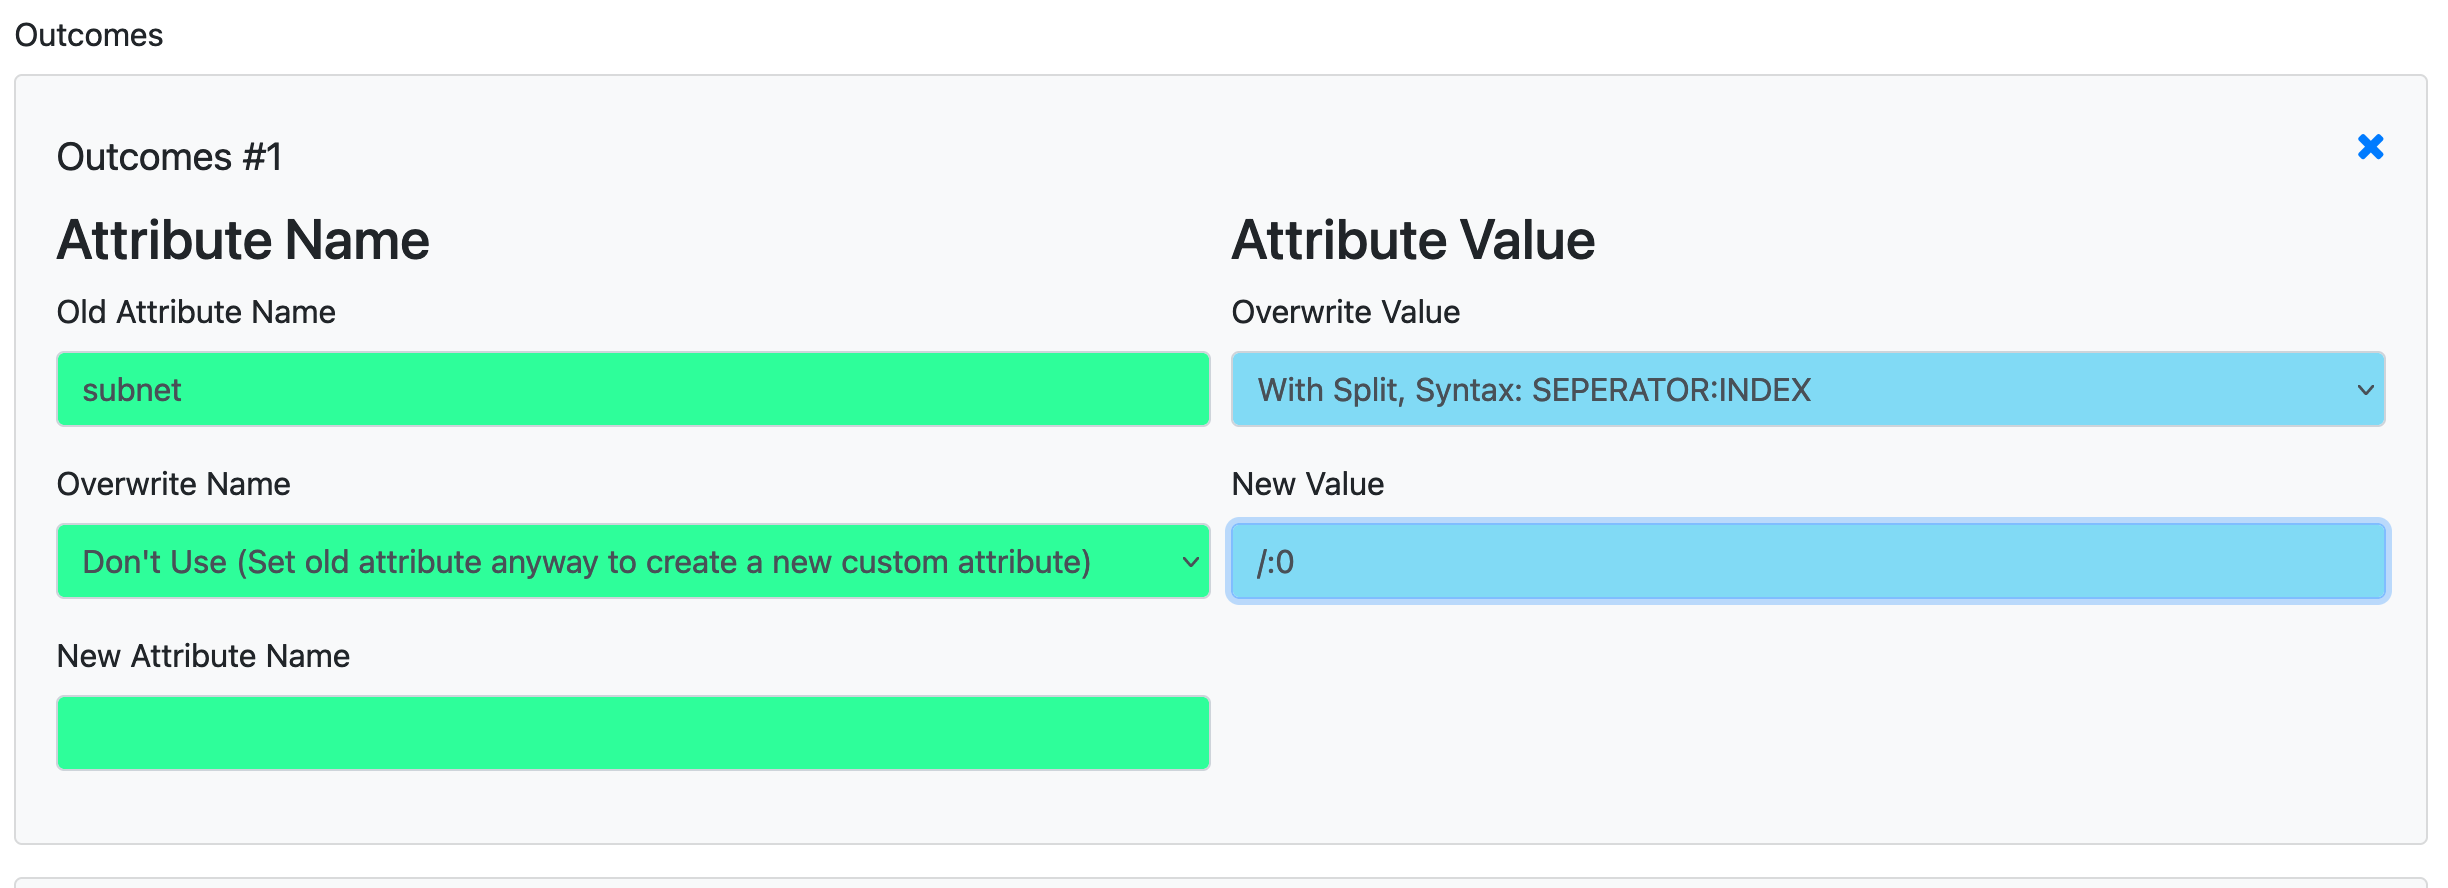 Outcomes
Outcomes #1
Attribute Name
Old Attribute Name
subnet
Overwrite Name
Don't Use (Set old attribute anyway to create a new custom attribute)
New Attribute Name
Attribute Value
Overwrite Value
With Split, Syntax: SEPERATOR:INDEX
New Value
/:0